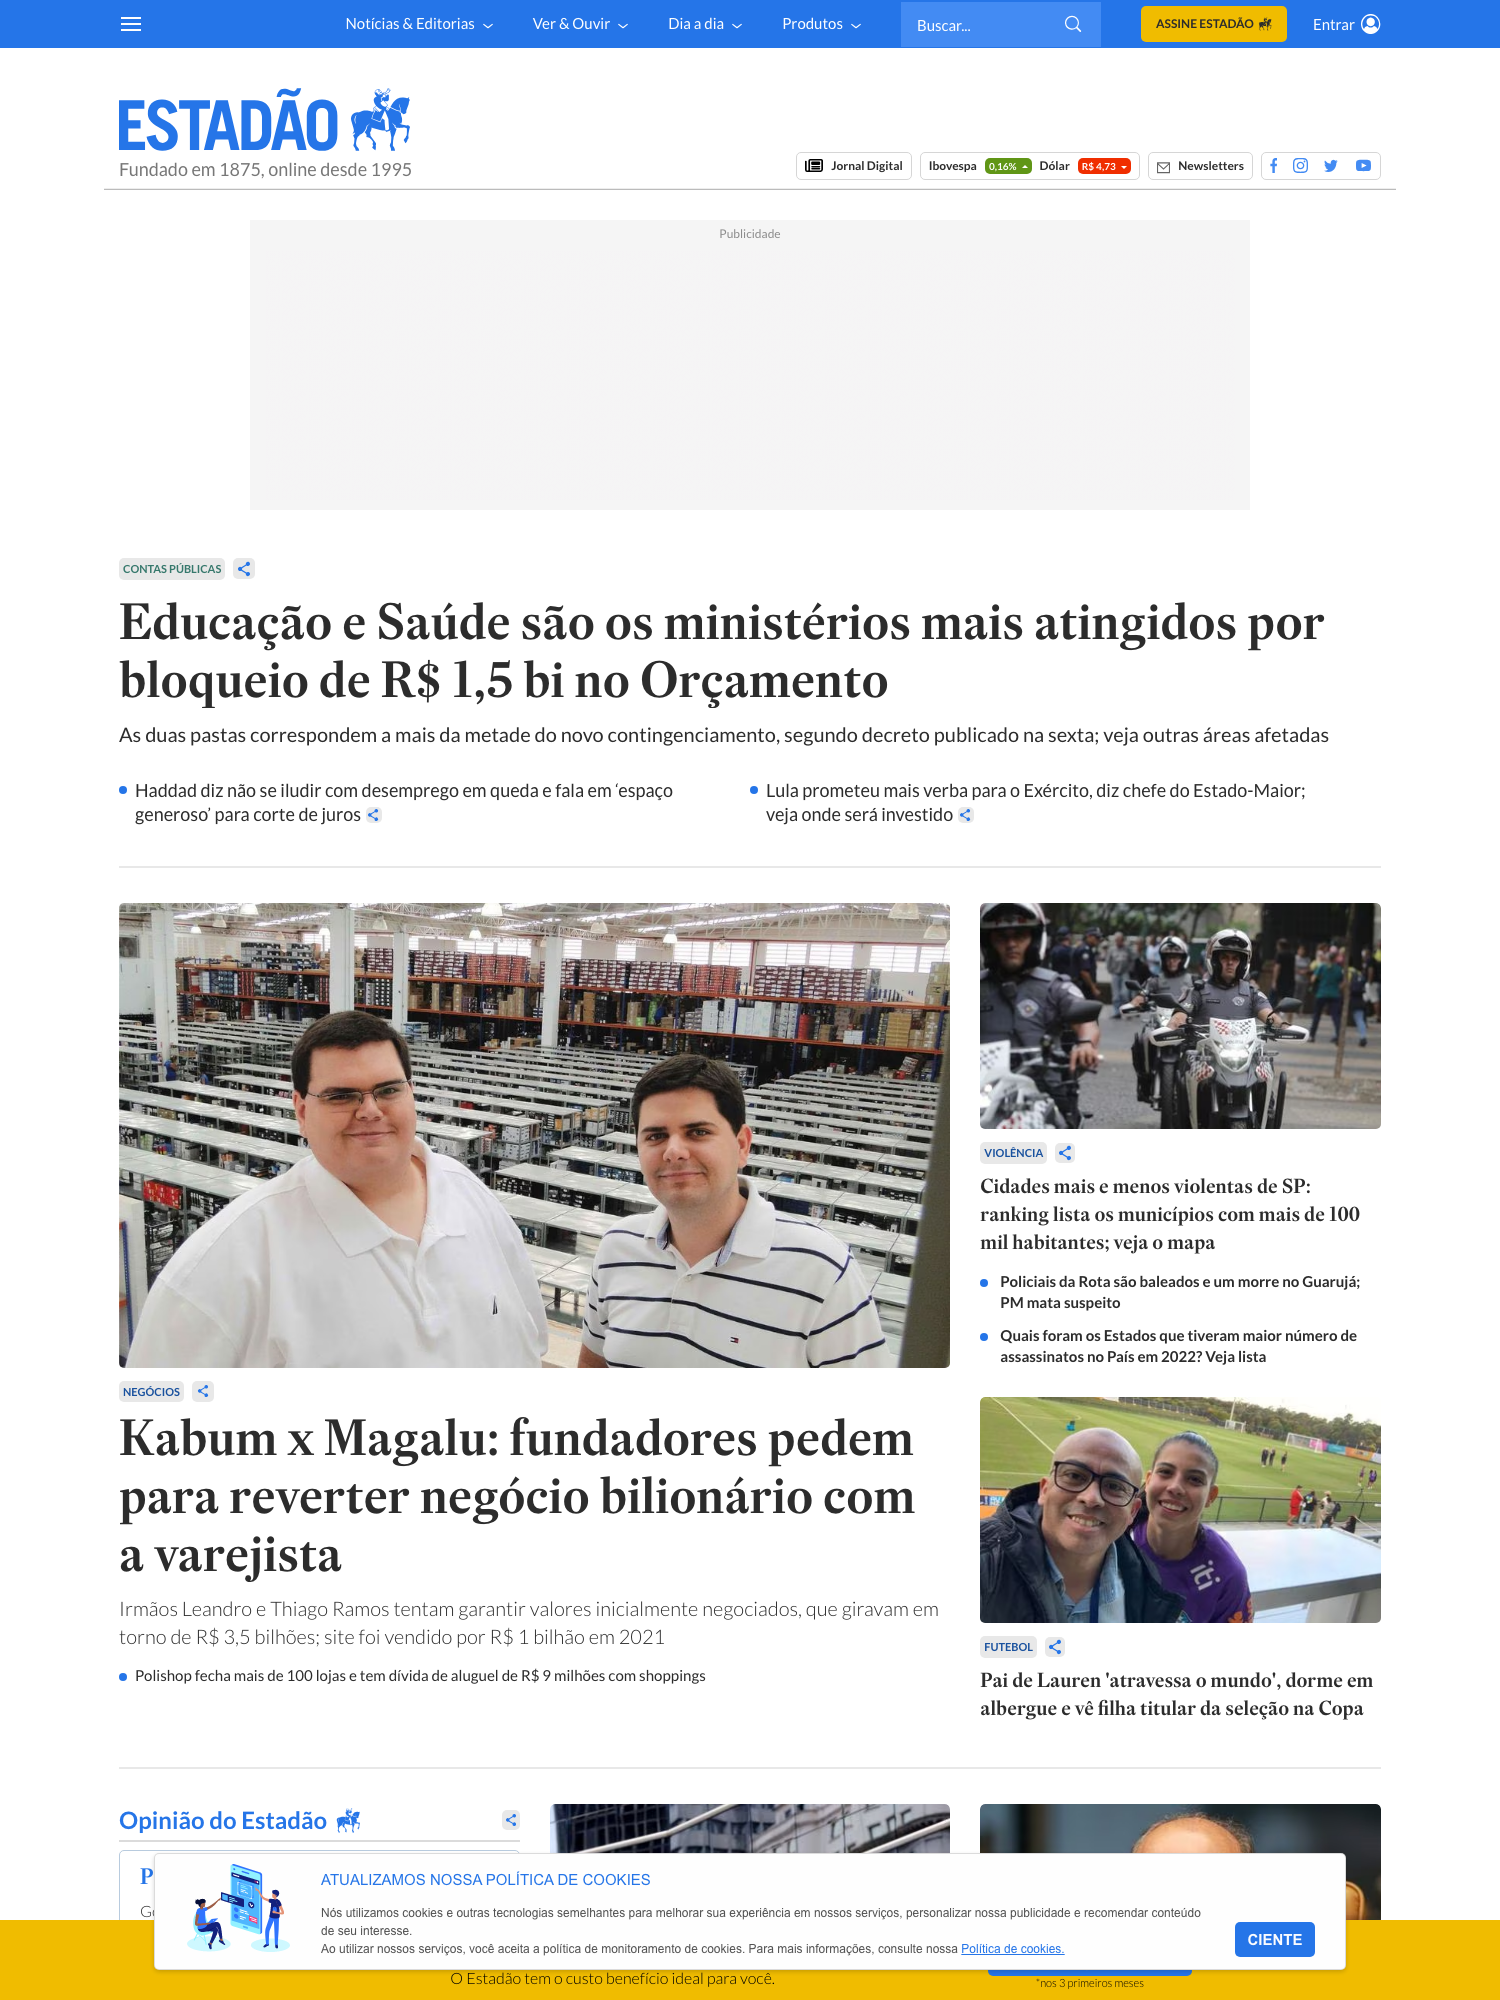 Notícias & Editorias
Ver & Ouvir
Dia a dia
Produtos
Buscar...
ASSINE ESTADÃO
Entrar
ESTADÃO
Fundado em 1875, online desde 1995
Jornal Digital
Ibovespa 0,16% Dólar R$ 4,73
Newsletters
Publicidade
CONTAS PÚBLICAS
Educação e Saúde são os ministérios mais atingidos por
bloqueio de R$ 1,5 bi no Orçamento
As duas pastas correspondem a mais da metade do novo contingenciamento, segundo decreto publicado na sexta; veja outras áreas afetadas
Haddad diz não se iludir com desemprego em queda e fala em ‘espaço
generoso’ para corte de juros
Lula prometeu mais verba para o Exército, diz chefe do Estado-Maior;
veja onde será investido
NEGÓCIOS
Kabum x Magalu: fundadores pedem
para reverter negócio bilionário com
a varejista
Irmãos Leandro e Thiago Ramos tentam garantir valores inicialmente negociados, que giravam em
torno de R$ 3,5 bilhões; site foi vendido por R$ 1 bilhão em 2021
Polishop fecha mais de 100 lojas e tem dívida de aluguel de R$ 9 milhões com shoppings
VIOLÊNCIA
Cidades mais e menos violentas de SP:
ranking lista os municípios com mais de 100
mil habitantes; veja o mapa
Policiais da Rota são baleados e um morre no Guarujá;
PM mata suspeito
Quais foram os Estados que tiveram maior número de
assassinatos no País em 2022? Veja lista
iti:
FUTEBOL
Pai de Lauren 'atravessa o mundo', dorme em
albergue e vê filha titular da seleção na Copa
Opinião do Estadão
P
ATUALIZAMOS NOSSA POLÍTICA DE COOKIES
Nós utilizamos cookies e outras tecnologias semelhantes para melhorar sua experiência em nossos serviços, personalizar nossa publicidade e recomendar conteúdo
de seu interesse.
Ao utilizar nossos serviços, você aceita a política de monitoramento de cookies. Para mais informações, consulte nossa Política de cookies.
CIENTE
O Estadão tem o custo benefício ideal para você.
*nos 3 primeiros meses